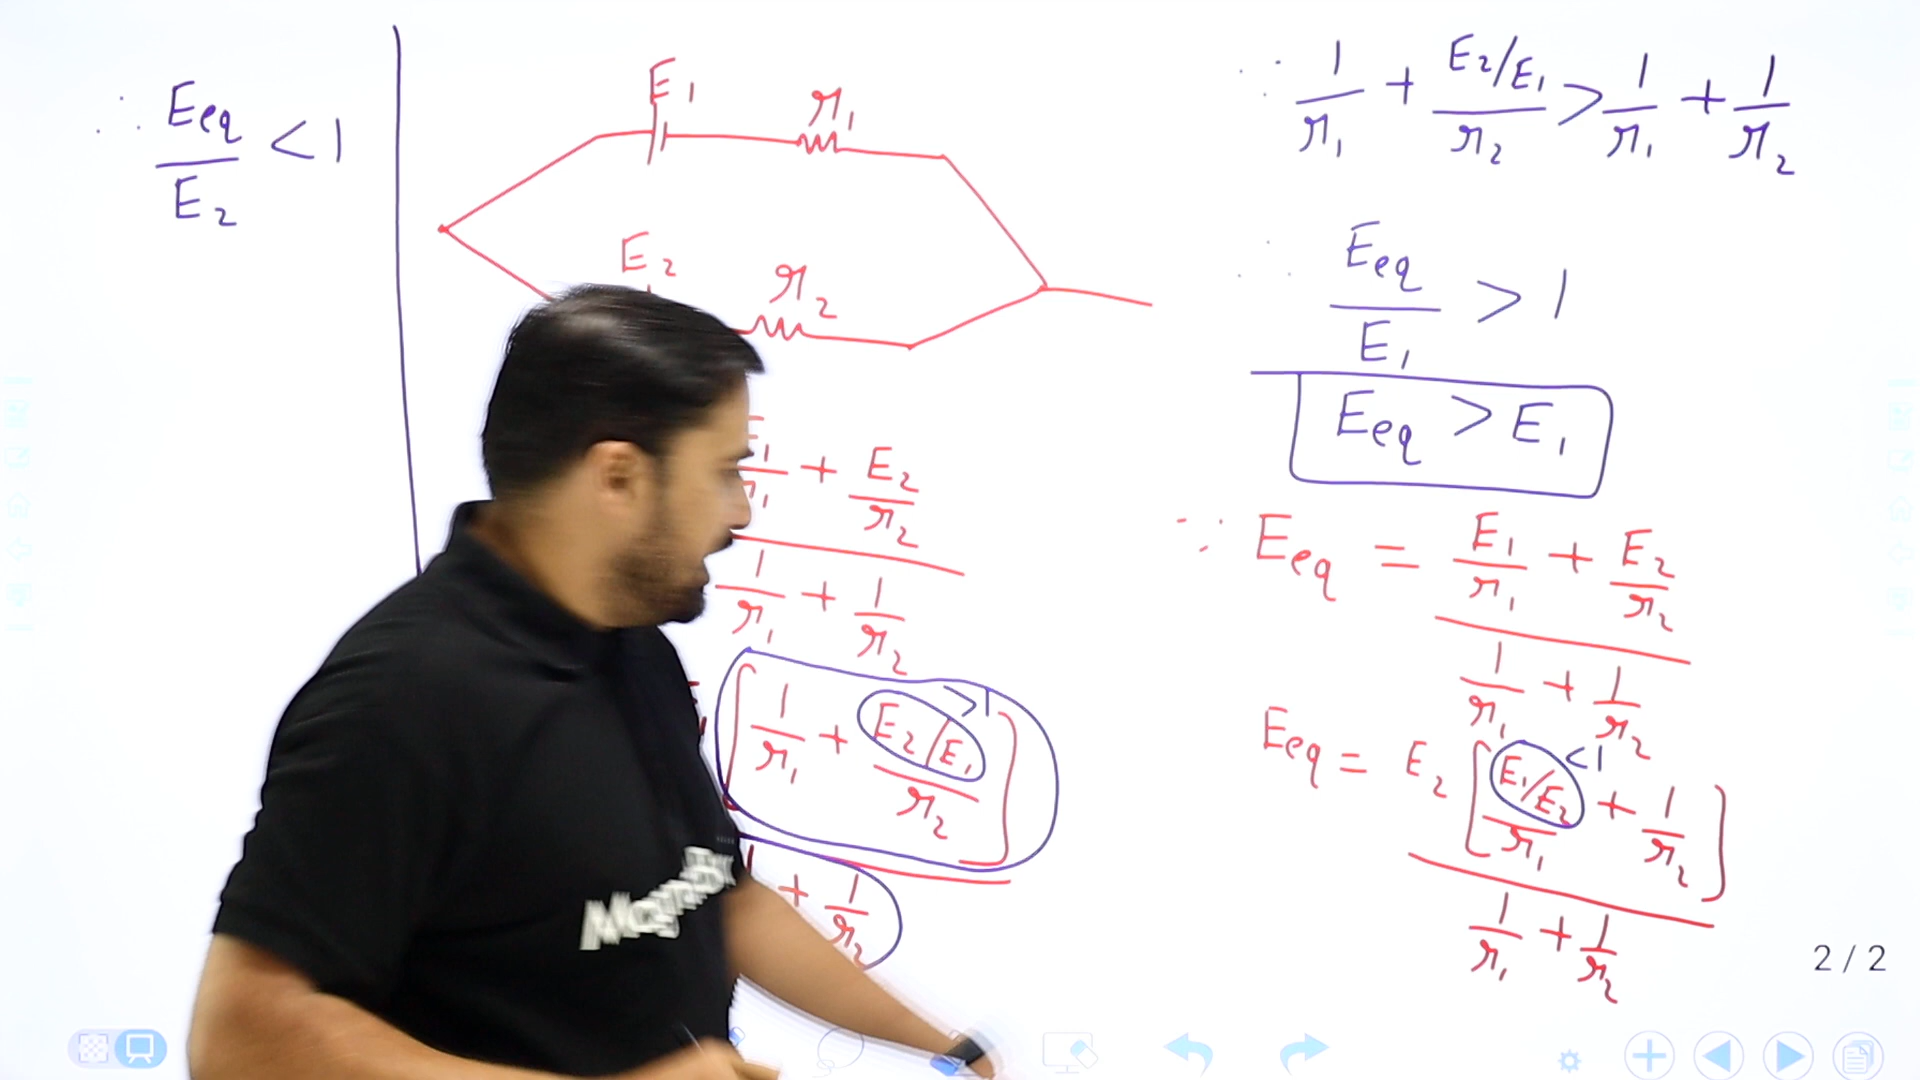 ∴ Eeq/E2 < 1
E1
r1
E2
r2
E1/r1 + E2/r2
1/r1 + 1/r2
[1/r1 + (E2/E1)/r2] >1
+ 1/r2
∴ 1/r1 + (E2/E1)/r2 > 1/r1 + 1/r2
∴ Eeq/E1 > 1
Eeq > E1
∵ Eeq = E1/r1 + E2/r2
1/r1 + 1/r2
Eeq = E2 [(E1/E2)/r1 + 1/r2] <1
1/r1 + 1/r2
2 / 2